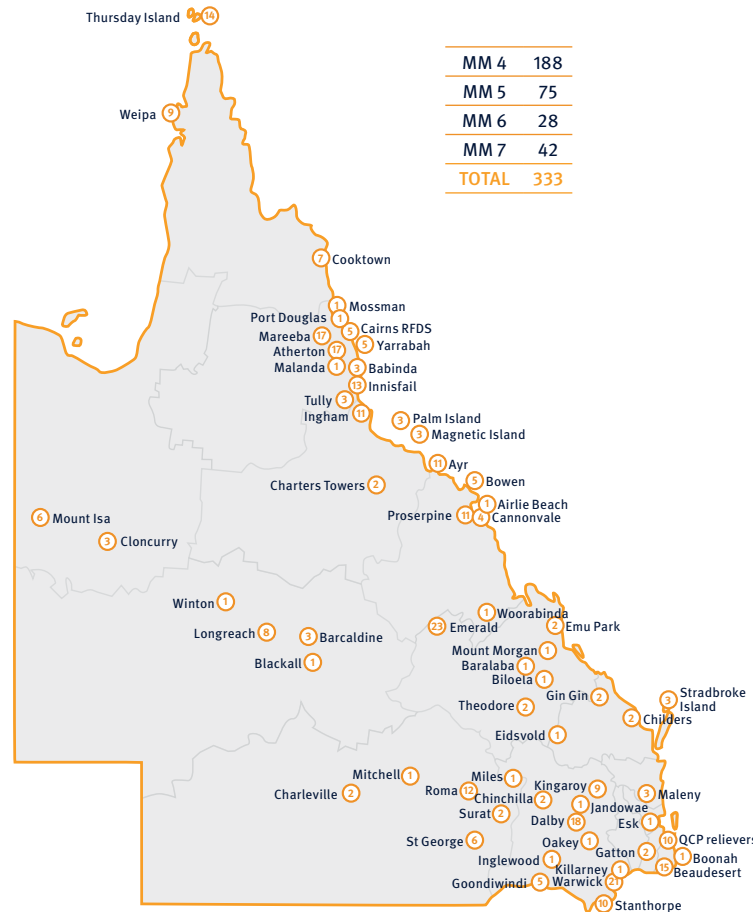 Thursday Island 14
MM 4 188
MM 5 75
MM 6 28
MM 7 42
TOTAL 333
Weipa 9
7 Cooktown
1 Mossman
Port Douglas 1
5 Cairns RFDS
Mareeba 17
5 Yarrabah
Atherton 17
Malanda 1
3 Babinda
13 Innisfail
Tully 3
Ingham 11
3 Palm Island
3 Magnetic Island
11 Ayr
Charters Towers 2
5 Bowen
1 Airlie Beach
Proserpine 11
4 Cannonvale
6 Mount Isa
3 Cloncurry
Winton 1
1 Woorabinda
Longreach 8
3 Barcaldine
23 Emerald
2 Emu Park
Mount Morgan 1
Blackall 1
Baralaba 1
Biloela 1
Gin Gin 2
3 Stradbroke
Island
Theodore 2
2 Childers
Eidsvold 1
Mitchell 1
Miles 1
Charleville 2
Roma 12
Kingaroy 9
3 Maleny
Chinchilla 2
1 Jandowae
Surat 2
Dalby 18
Esk 1
St George 6
Oakey 1
10 QCP relievers
Gatton 2
1 Boonah
Inglewood 1
15 Beaudesert
Killarney 1
Goondiwindi 5
Warwick 21
10 Stanthorpe